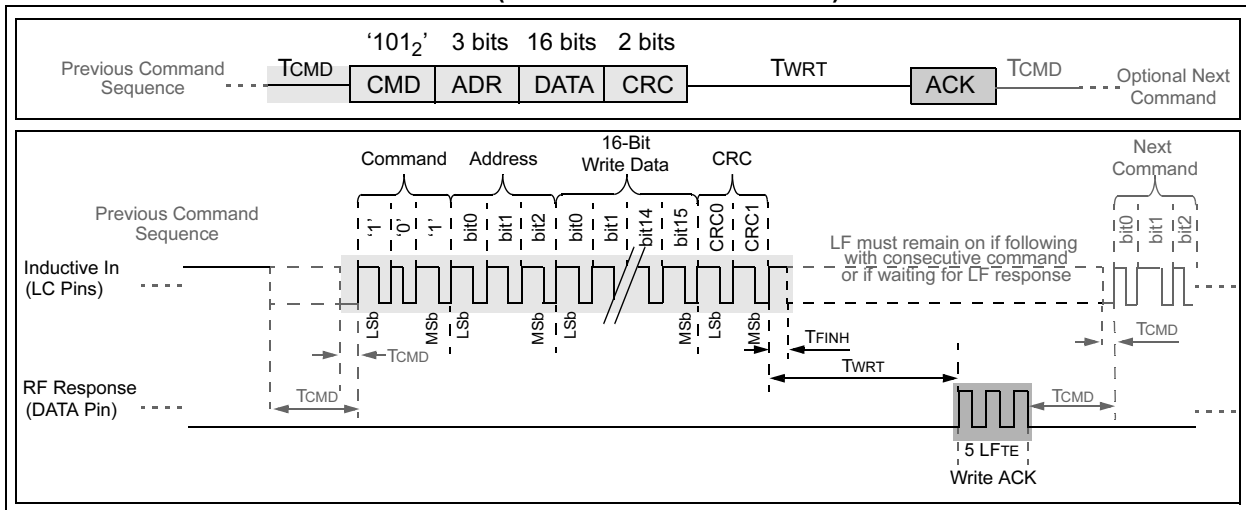 '101₂' 3 bits 16 bits 2 bits
Previous Command
Sequence
TCMD
CMD ADR DATA CRC
TWRT
ACK
TCMD
Optional Next
Command
Command Address 16-Bit
Write Data CRC
Next
Command
Previous Command
Sequence
'1' '0' '1' bit0 bit1 bit2 bit0 bit1 bit14 bit15 CRC0 CRC1
bit0 bit1 bit2
Inductive In
(LC Pins)
LF must remain on if following
with consecutive command
or if waiting for LF response
LSb MSb LSb MSb LSb MSb LSb MSb
TCMD
TFINH
TCMD
TWRT
RF Response
(DATA Pin)
TCMD
TCMD
5 LFTE
Write ACK